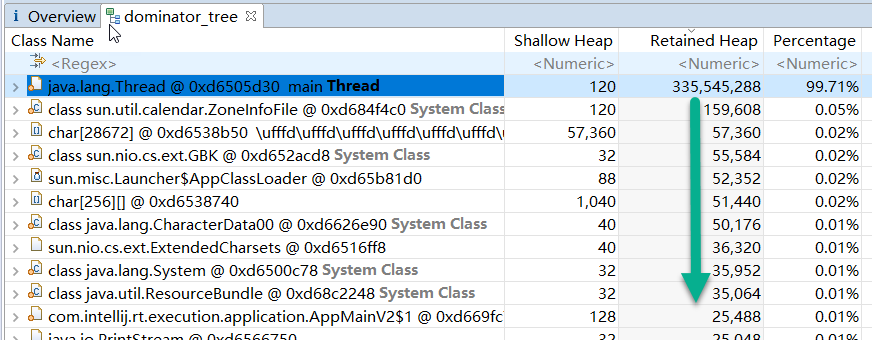 i Overview dominator_tree
Class Name Shallow Heap Retained Heap Percentage
<Regex> <Numeric> <Numeric> <Numeric>
java.lang.Thread @ 0xd6505d30 main Thread 120 335,545,288 99.71%
class sun.util.calendar.ZoneInfoFile @ 0xd684f4c0 System Class 120 159,608 0.05%
char[28672] @ 0xd6538b50 \ufffd\ufffd\ufffd\ufffd\ufffd\ufffd\u 57,360 57,360 0.02%
class sun.nio.cs.ext.GBK @ 0xd652acd8 System Class 32 55,584 0.02%
sun.misc.Launcher$AppClassLoader @ 0xd65b81d0 88 52,352 0.02%
char[256][] @ 0xd6538740 1,040 51,440 0.02%
class java.lang.CharacterData00 @ 0xd6626e90 System Class 40 50,176 0.01%
sun.nio.cs.ext.ExtendedCharsets @ 0xd6516ff8 40 36,320 0.01%
class java.lang.System @ 0xd6500c78 System Class 32 35,952 0.01%
class java.util.ResourceBundle @ 0xd68c2248 System Class 32 35,064 0.01%
com.intellij.rt.execution.application.AppMainV2$1 @ 0xd669fc 128 25,488 0.01%
java.io.PrintStream @ 0xd6566750 32 25,048 0.01%